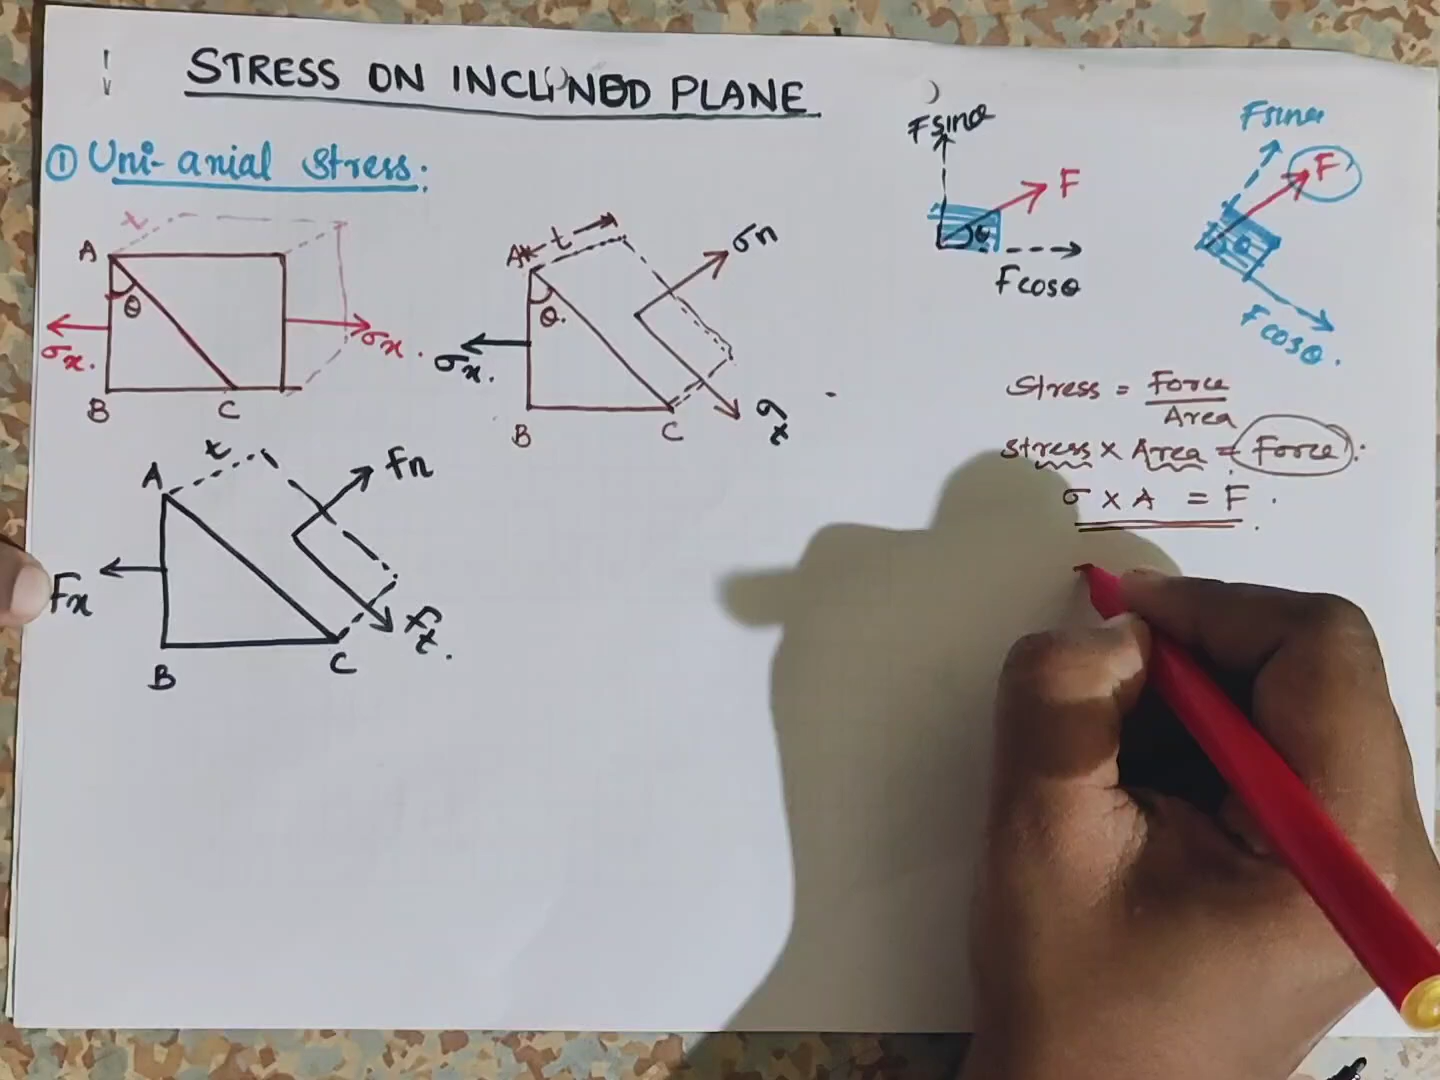 STRESS ON INCLINED PLANE
① Uni-anial stress:
t
A
θ
σx.
σx.
B
C
A
t
σn
θ.
σx.
σt
B
C
t
A
Fn
Fx
Ft.
B
C
Fsinθ
F
θ
Fcosθ
Fsinθ
F
θ
Fcosθ.
Stress = Force
Area
Stress × Area = Force.
σ × A = F.